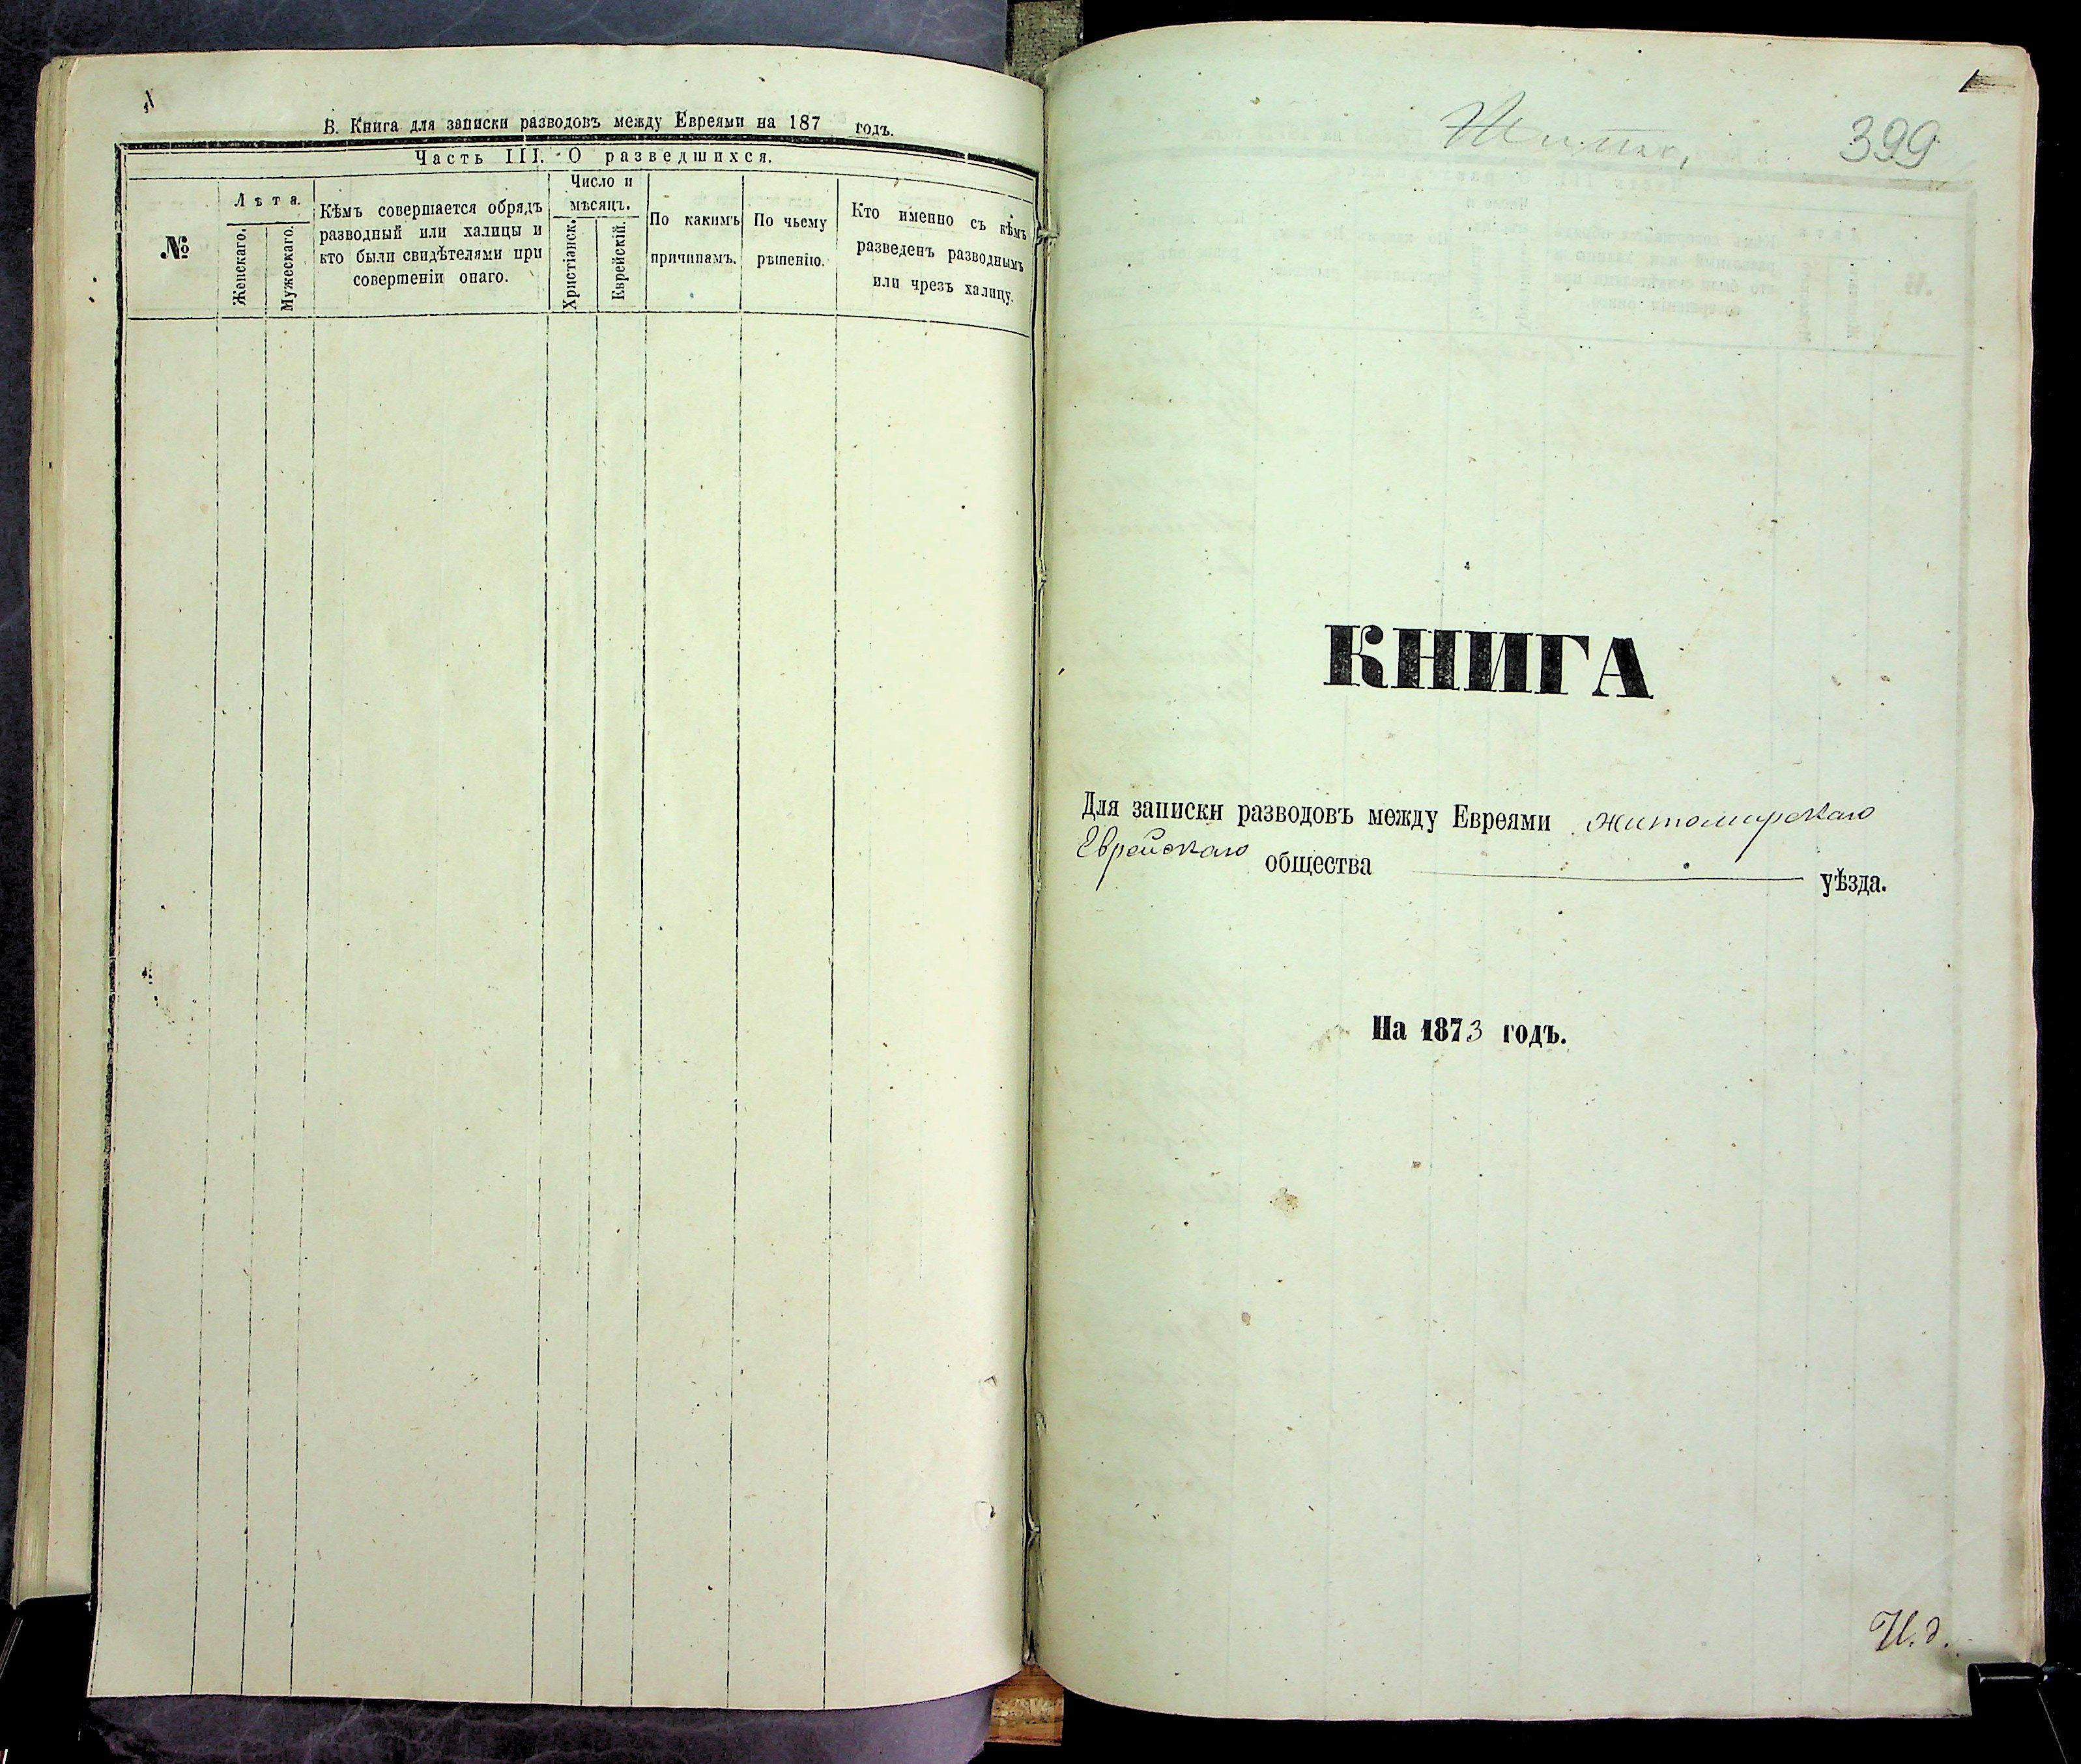 В. Книга для записки разводовъ между Евреями на 187 годъ.
Часть III. О разведшихся.
№
Лѣта.
Женскаго.
Мужескаго.
Кѣмъ совершается обрядъ
разводный или халицы и
кто были свидѣтелями при
совершеніи онаго.
Число и
мѣсяцъ.
Христіанск.
Еврейскій.
По какимъ
причинамъ.
По чьему
рѣшенію.
Кто именно съ кѣмъ
разведенъ разводнымъ
или чрезъ халицу.
399
КНИГА
Для записки разводовъ между Евреями житомирскаго
Еврейскаго общества уѣзда.
На 1873 годъ.
И.д.